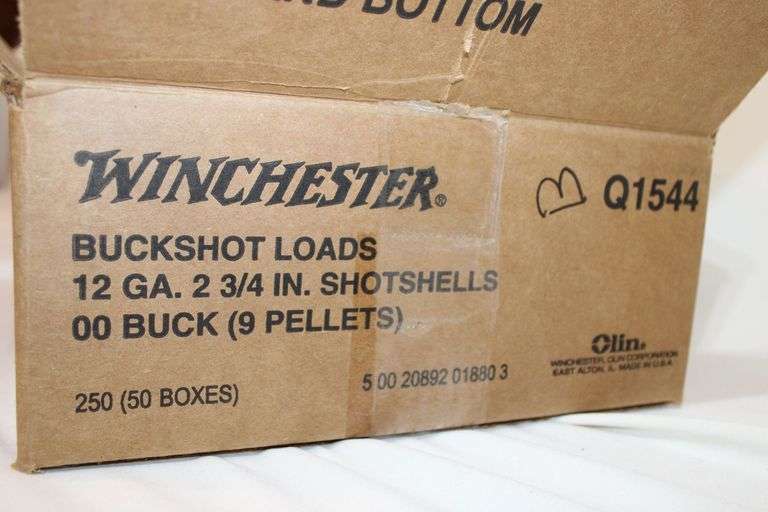 AND BOTTOM
WINCHESTER®
B Q1544
BUCKSHOT LOADS
12 GA. 2 3/4 IN. SHOTSHELLS
00 BUCK (9 PELLETS)
Olin®
WINCHESTER, OLIN CORPORATION
EAST ALTON, IL MADE IN U.S.A.
250 (50 BOXES)
5 00 20892 01880 3